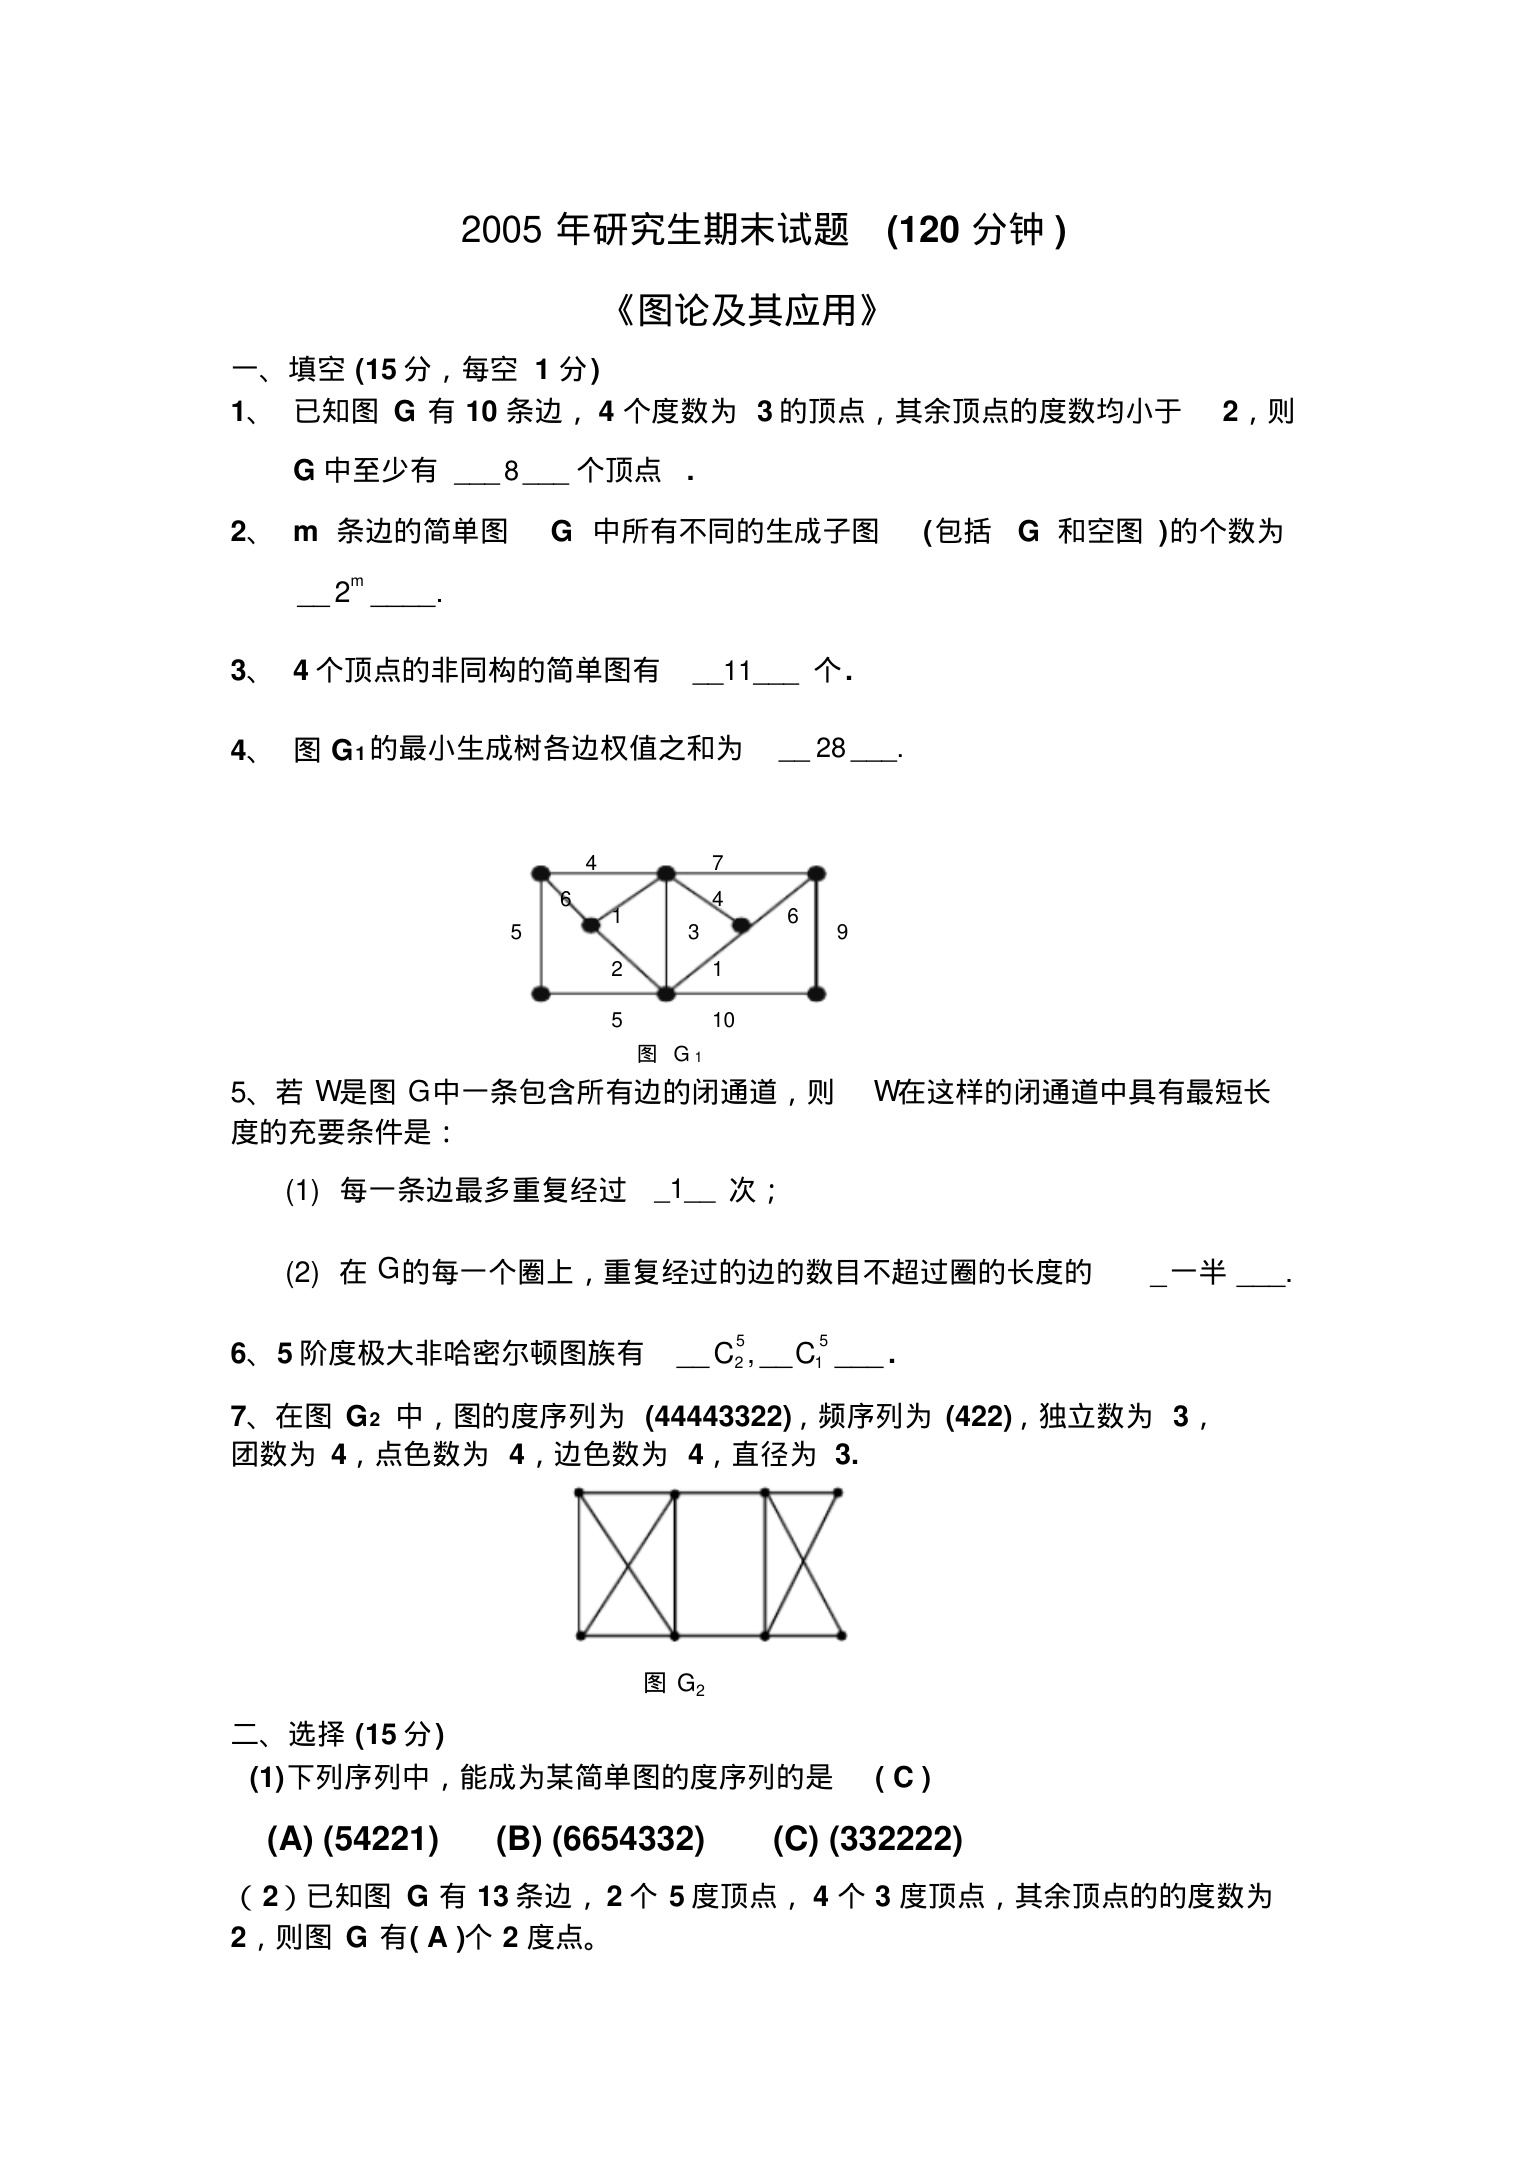 2005 年研究生期末试题 (120 分钟 )
《图论及其应用》
一、填空 (15 分，每空 1 分)
1、 已知图 G 有 10 条边， 4 个度数为 3 的顶点，其余顶点的度数均小于 2，则
G 中至少有 ___8___ 个顶点 .
2、 m 条边的简单图 G 中所有不同的生成子图 (包括 G 和空图 )的个数为
__2^m____.
3、 4 个顶点的非同构的简单图有 __11___ 个.
4、 图 G1 的最小生成树各边权值之和为 __28___.
4 7
6 4
5 1 3 6 9
2 1
5 10
图 G1
5、若 W是图 G中一条包含所有边的闭通道，则 W在这样的闭通道中具有最短长
度的充要条件是：
(1) 每一条边最多重复经过 _1__ 次；
(2) 在 G的每一个圈上，重复经过的边的数目不超过圈的长度的 _一半___.
6、5 阶度极大非哈密尔顿图族有 __C_2^5,__C_1^5___.
7、在图 G2 中，图的度序列为 (44443322)，频序列为 (422)，独立数为 3，
团数为 4，点色数为 4，边色数为 4，直径为 3.
图 G2
二、选择 (15 分)
(1)下列序列中，能成为某简单图的度序列的是 ( C )
(A) (54221) (B) (6654332) (C) (332222)
（2）已知图 G 有 13 条边， 2 个 5 度顶点， 4 个 3 度顶点，其余顶点的的度数为
2，则图 G 有( A )个 2 度点。